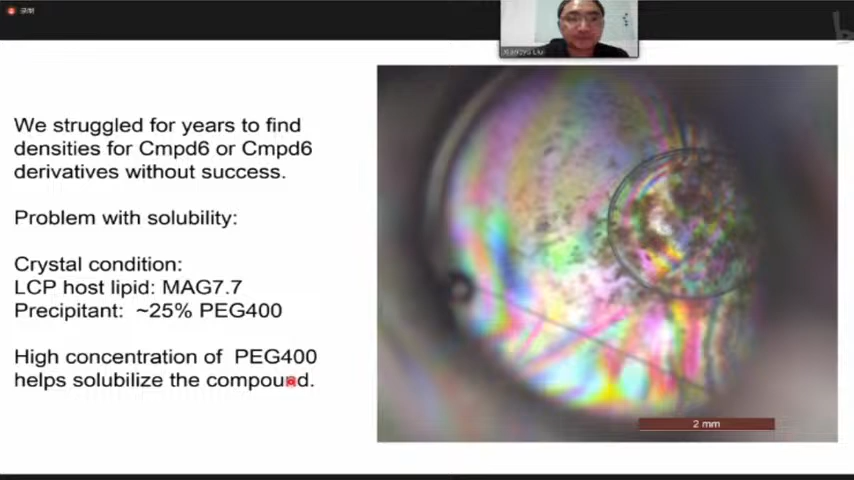 We struggled for years to find
densities for Cmpd6 or Cmpd6
derivatives without success.
Problem with solubility:
Crystal condition:
LCP host lipid: MAG7.7
Precipitant: ~25% PEG400
High concentration of PEG400
helps solubilize the compound.
2 mm